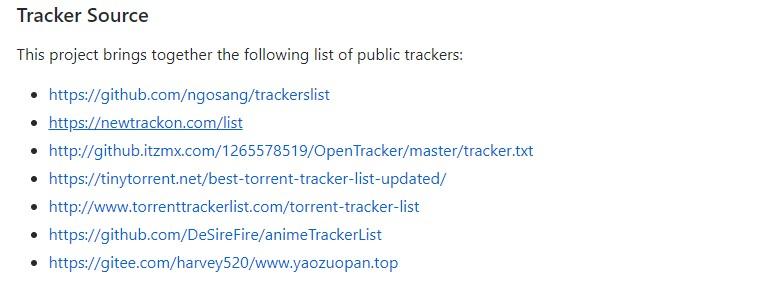 Tracker Source
This project brings together the following list of public trackers:
https://github.com/ngosang/trackerslist
https://newtrackon.com/list
http://github.itzmx.com/1265578519/OpenTracker/master/tracker.txt
https://tinytorrent.net/best-torrent-tracker-list-updated/
http://www.torrenttrackerlist.com/torrent-tracker-list
https://github.com/DeSireFire/animeTrackerList
https://gitee.com/harvey520/www.yaozuopan.top